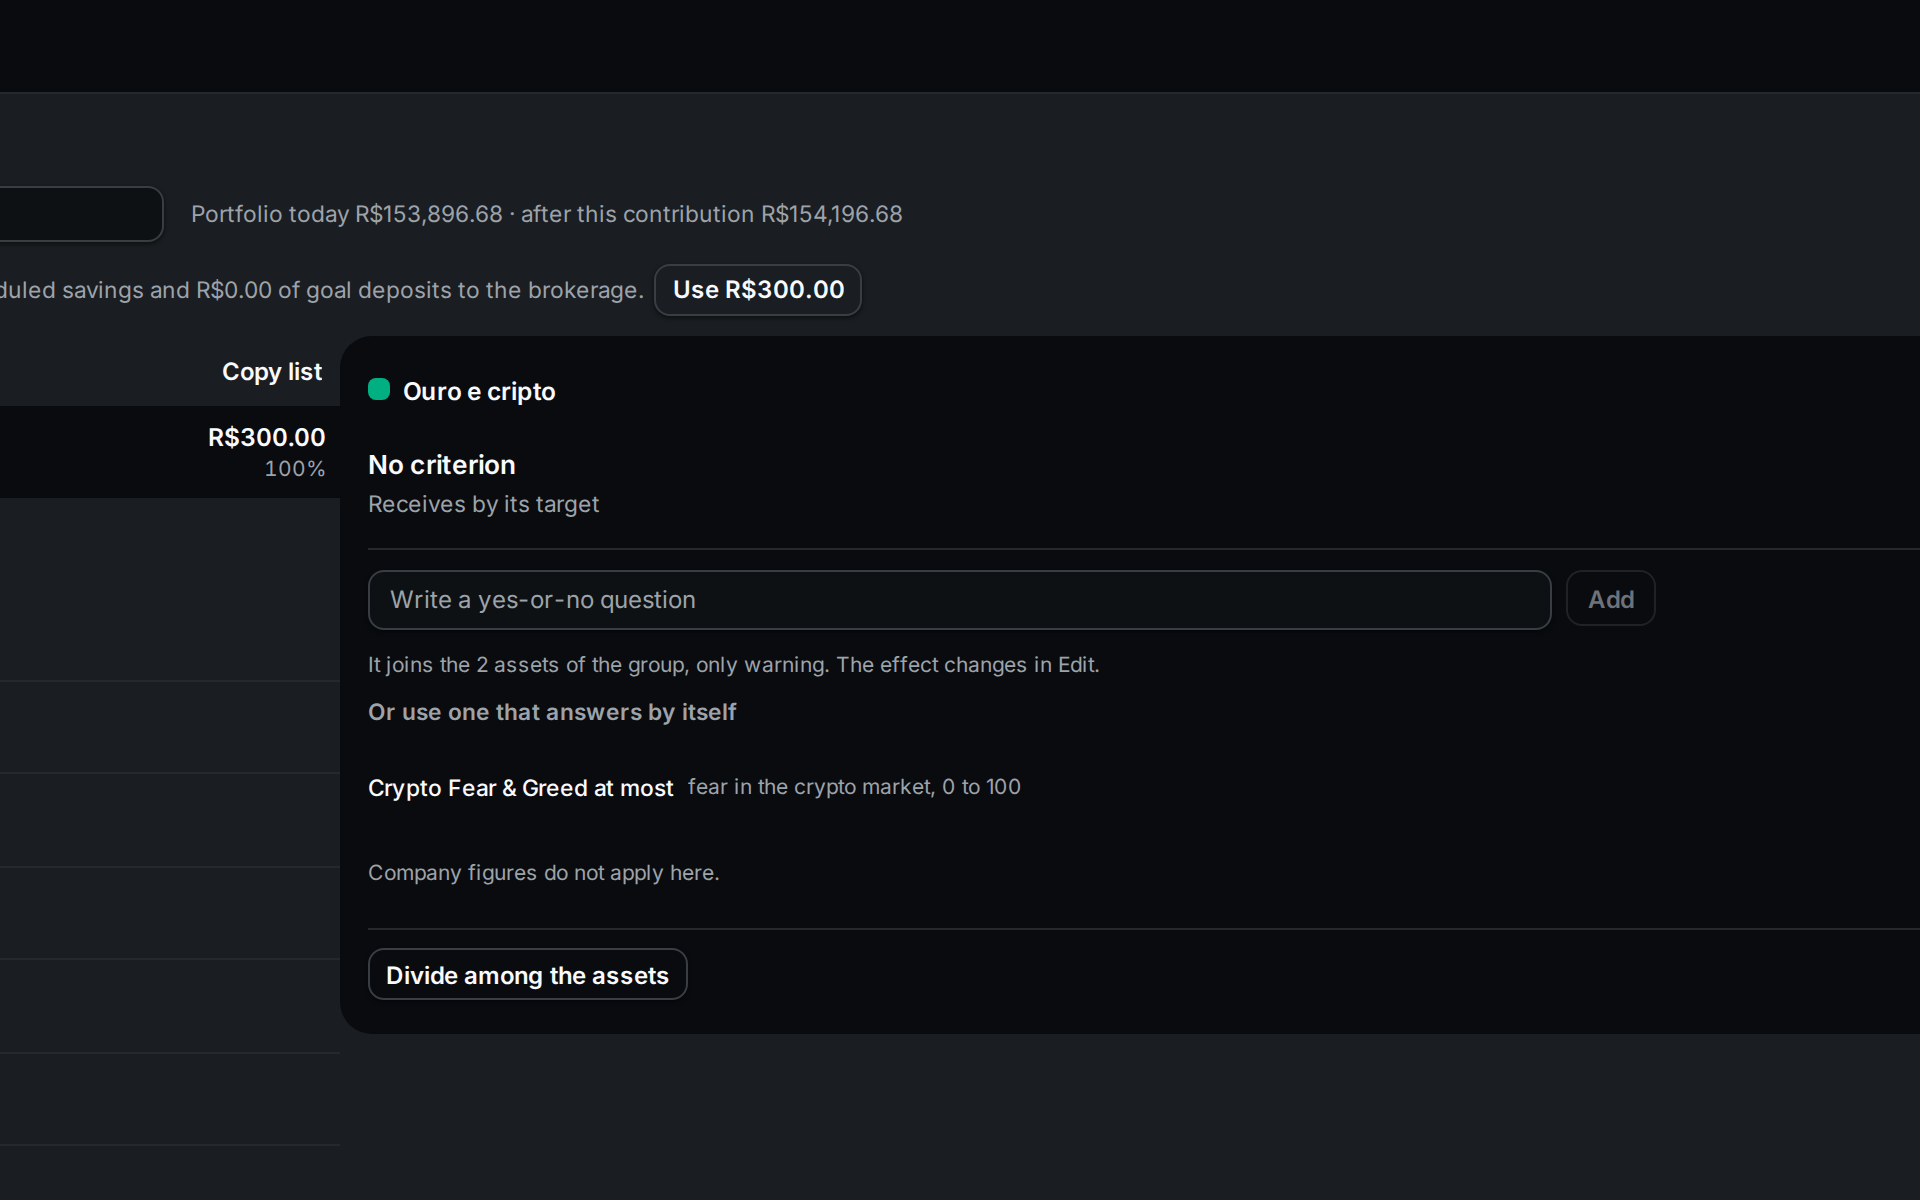 Portfolio today R$153,896.68 · after this contribution R$154,196.68
duled savings and R$0.00 of goal deposits to the brokerage.
Use R$300.00
Copy list
R$300.00
100%
Ouro e cripto
No criterion
Receives by its target
Write a yes-or-no question
Add
It joins the 2 assets of the group, only warning. The effect changes in Edit.
Or use one that answers by itself
Crypto Fear & Greed at most fear in the crypto market, 0 to 100
Company figures do not apply here.
Divide among the assets